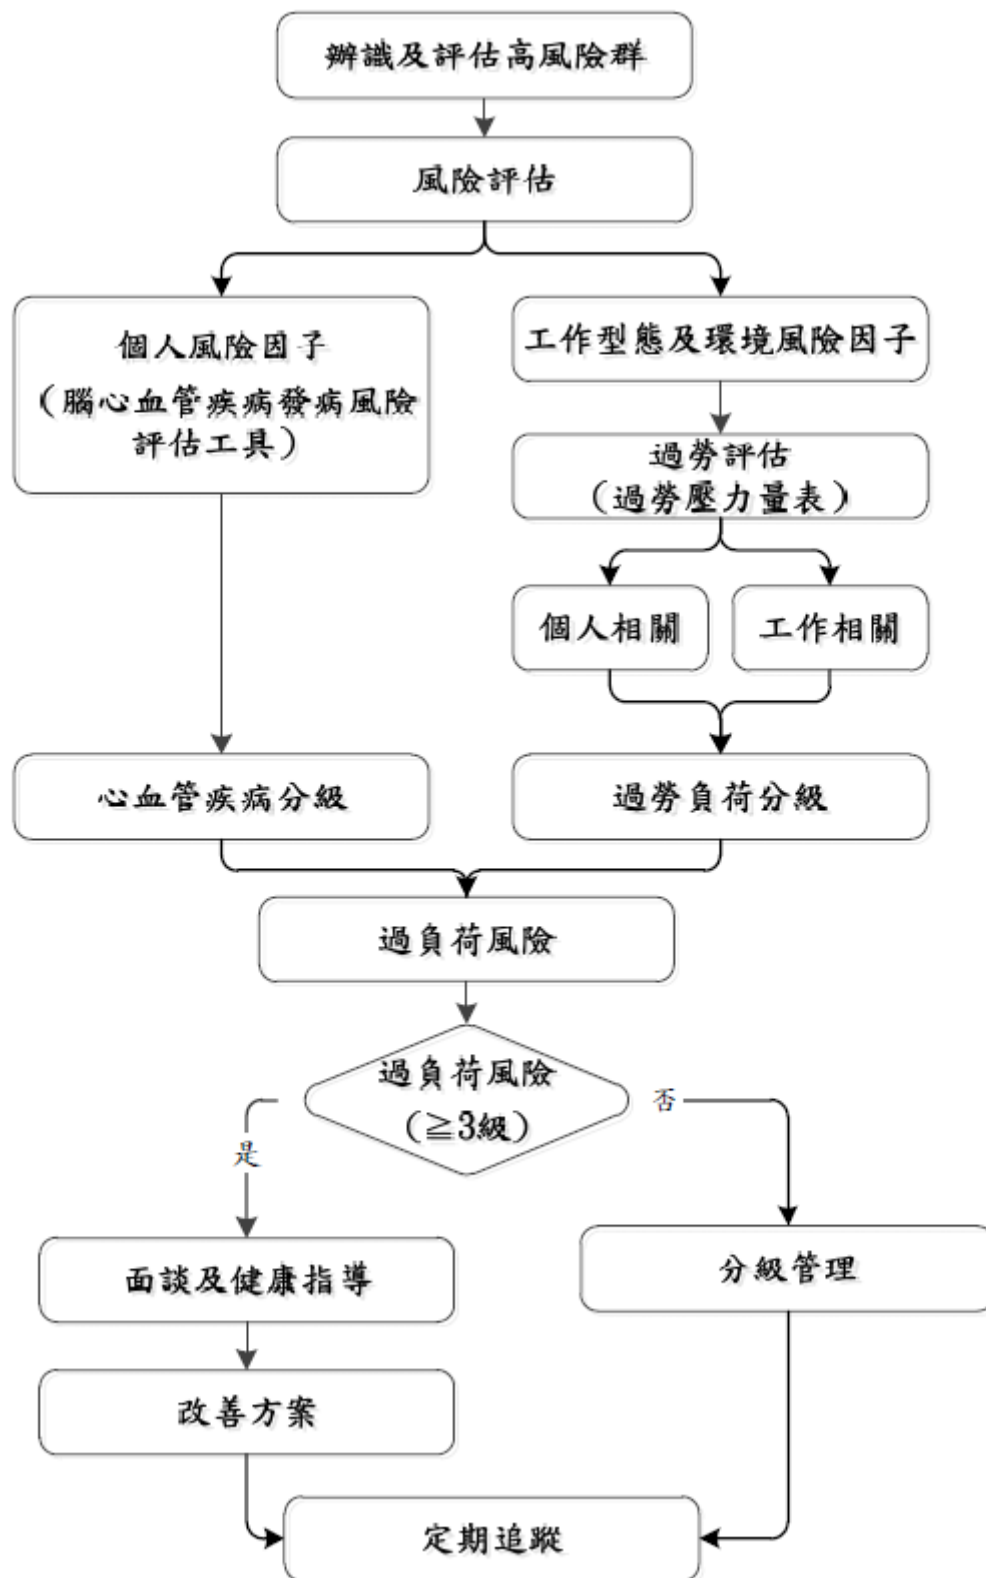 辨識及評估高風險群
風險評估
個人風險因子
（腦心血管疾病發病風險
評估工具）
工作型態及環境風險因子
過勞評估
（過勞壓力量表）
個人相關
工作相關
心血管疾病分級
過勞負荷分級
過負荷風險
過負荷風險
（≧3級）
是
否
面談及健康指導
分級管理
改善方案
定期追蹤